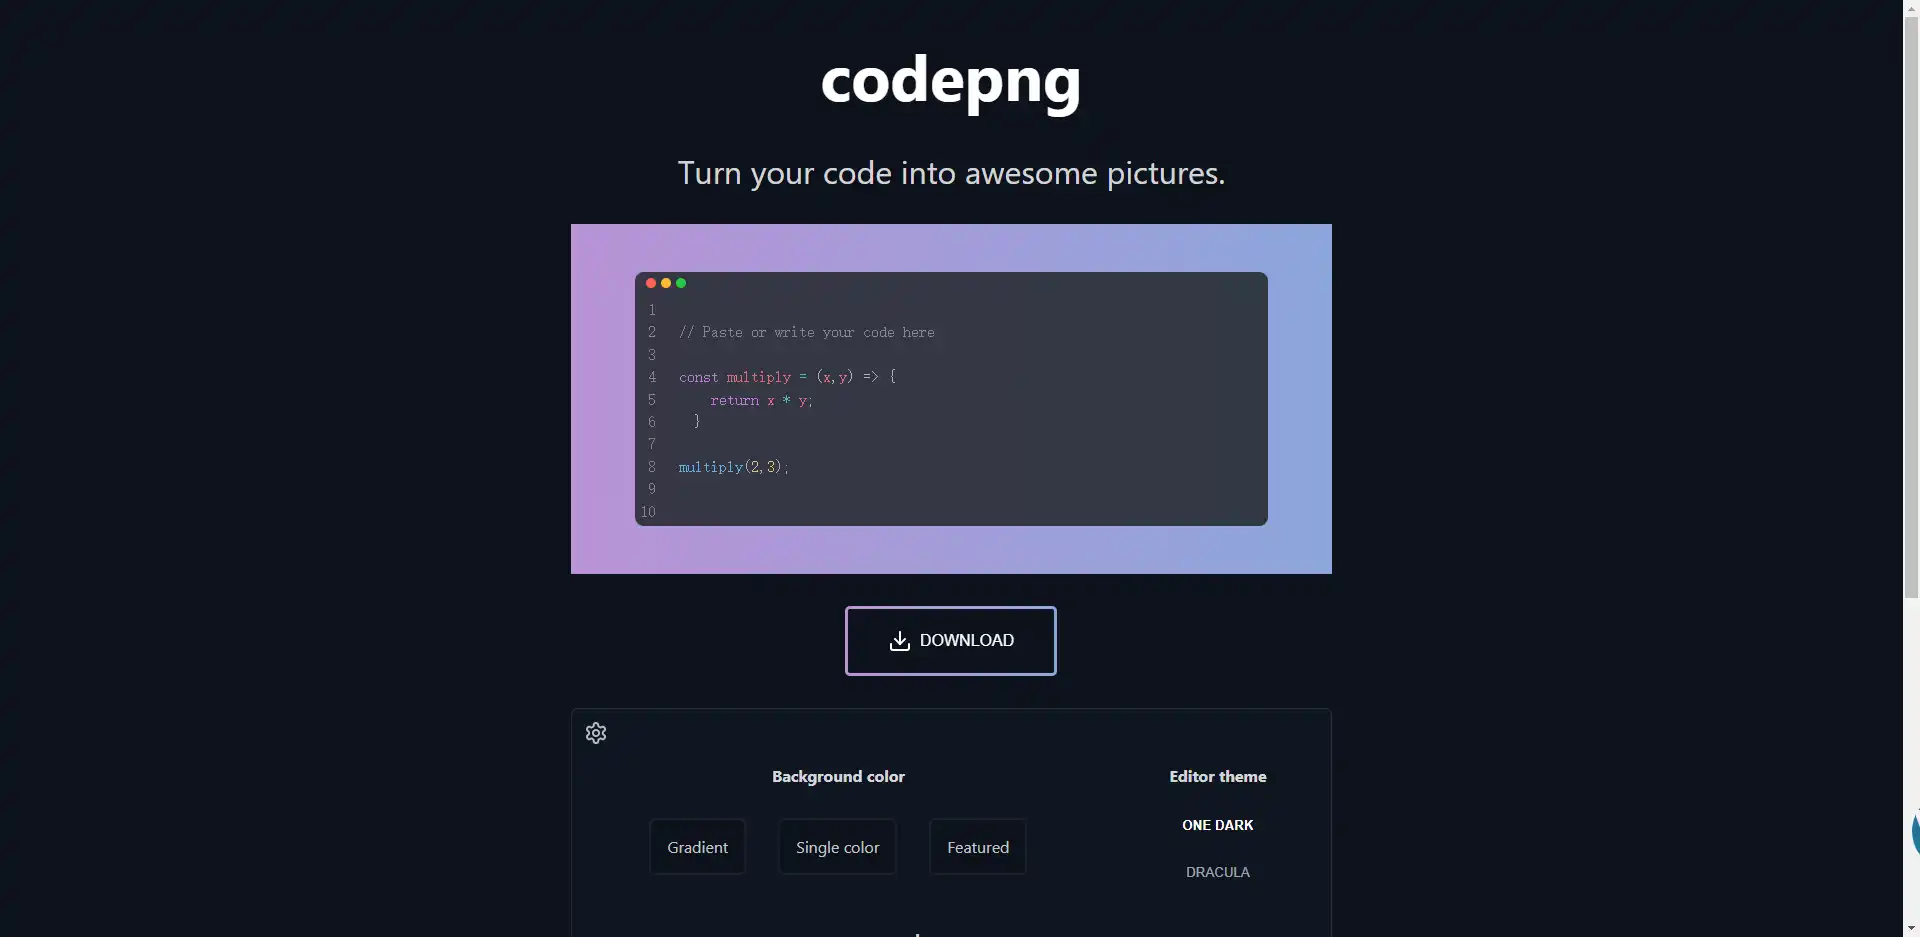 codepng
Turn your code into awesome pictures.
1
2 // Paste or write your code here
3
4 const multiply = (x,y) => {
5 return x * y;
6 }
7
8 multiply(2,3);
9
10
DOWNLOAD
Background color
Gradient Single color Featured
Editor theme
ONE DARK
DRACULA